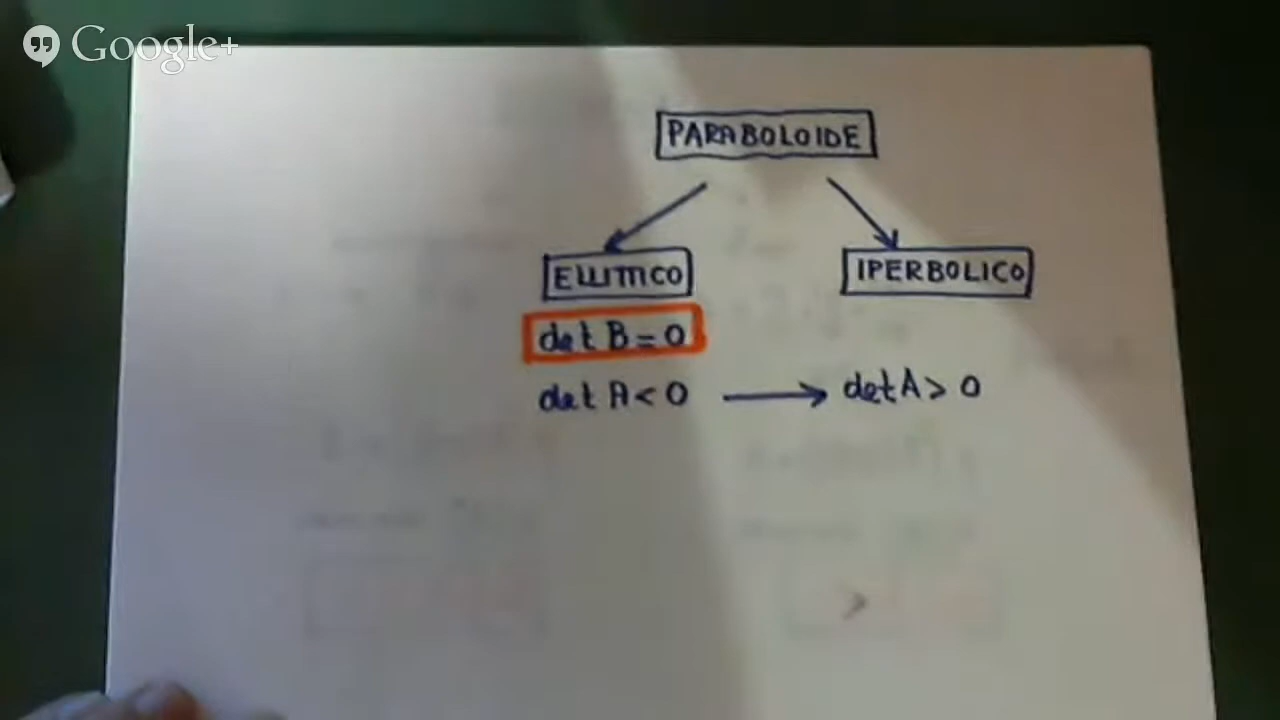 Google+
PARABOLOIDE
ELLITTICO
IPERBOLICO
det B = 0
det A < 0
det A > 0